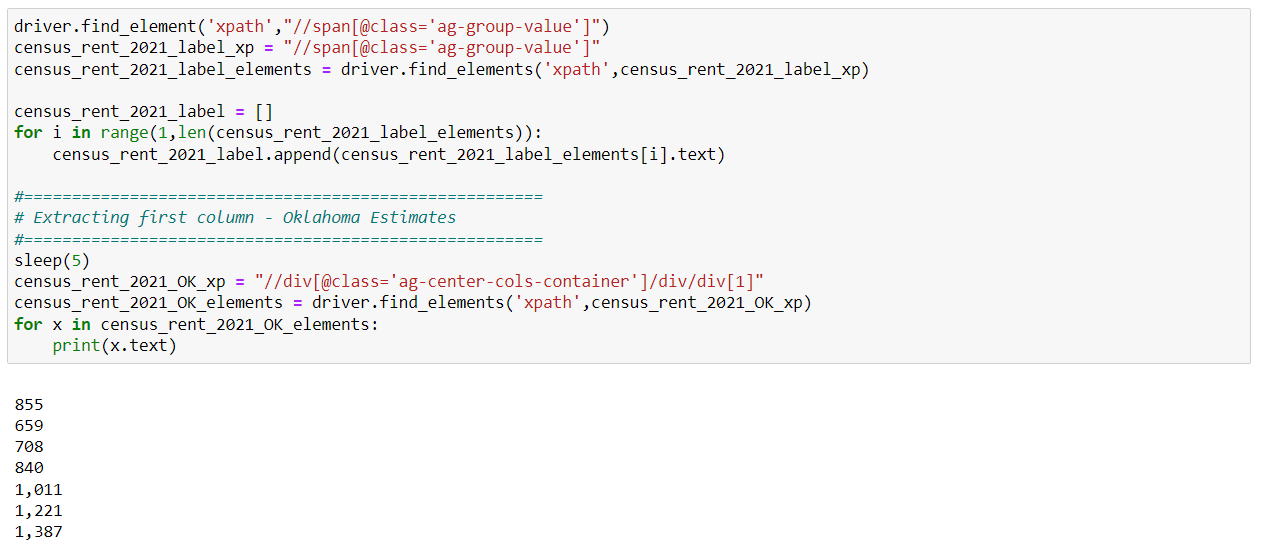 driver.find_element('xpath',"//span[@class='ag-group-value']")
census_rent_2021_label_xp = "//span[@class='ag-group-value']"
census_rent_2021_label_elements = driver.find_elements('xpath',census_rent_2021_label_xp)

census_rent_2021_label = []
for i in range(1,len(census_rent_2021_label_elements)):
    census_rent_2021_label.append(census_rent_2021_label_elements[i].text)

#======================================================
# Extracting first column - Oklahoma Estimates
#======================================================
sleep(5)
census_rent_2021_OK_xp = "//div[@class='ag-center-cols-container']/div/div[1]"
census_rent_2021_OK_elements = driver.find_elements('xpath',census_rent_2021_OK_xp)
for x in census_rent_2021_OK_elements:
    print(x.text)

855
659
708
840
1,011
1,221
1,387